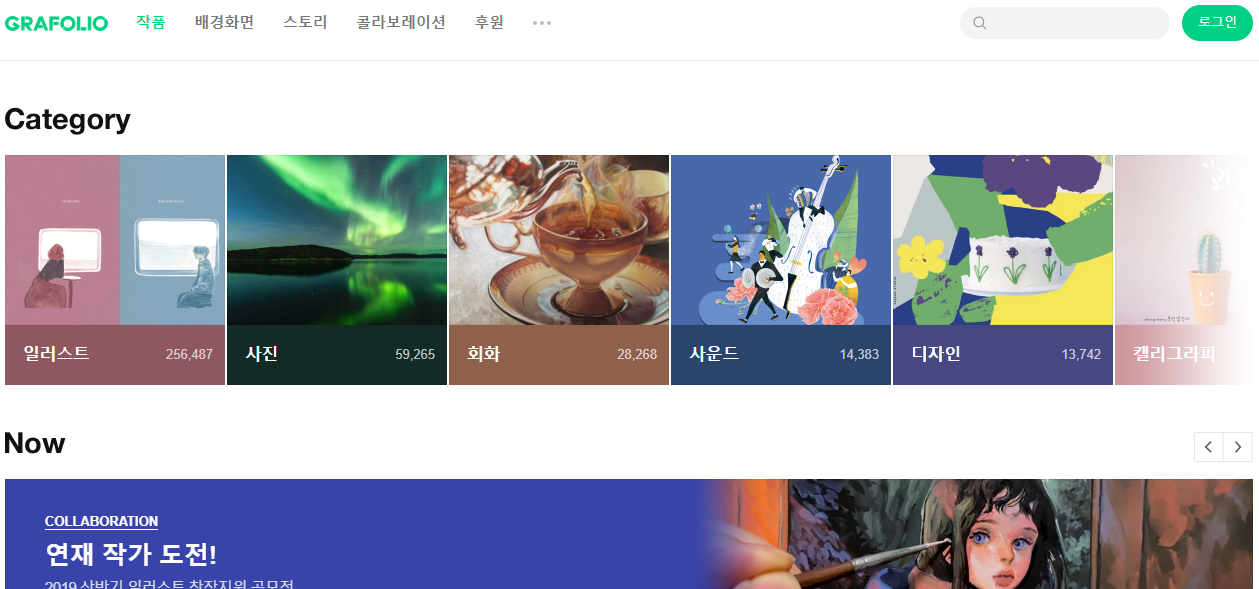 GRAFOLIO 작품 배경화면 스토리 콜라보레이션 후원 로그인
Category
일러스트 256,487 사진 59,265 회화 28,268 사운드 14,383 디자인 13,742 캘리그라피
Now
COLLABORATION
연재 작가 도전!
2019 상반기 일러스트 창작지원 공모전